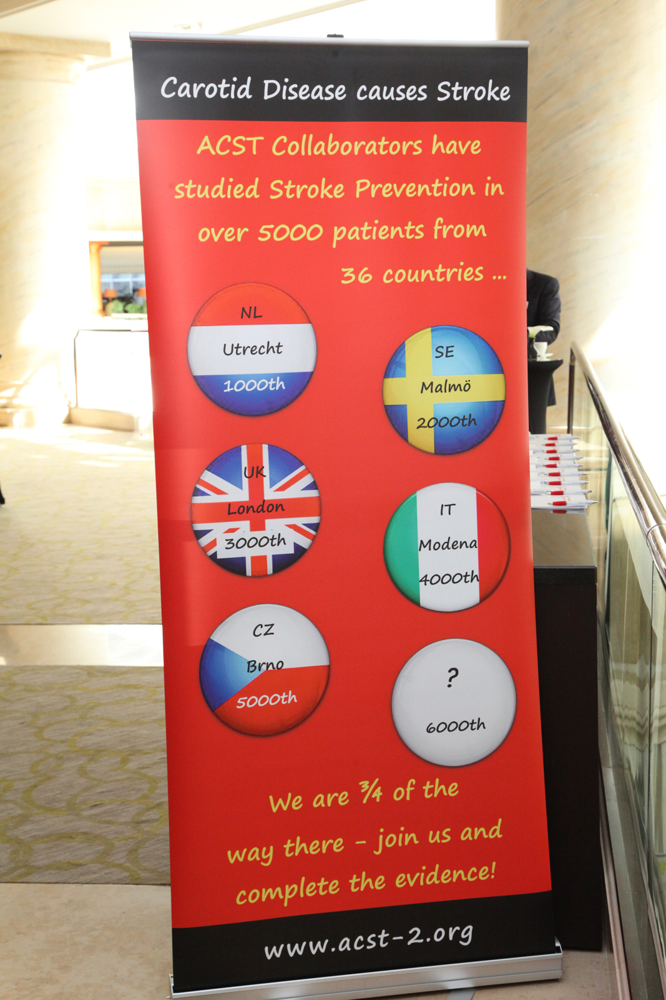 Carotid Disease causes Stroke
ACST Collaborators have
studied Stroke Prevention in
over 5000 patients from
36 countries ...
NL
Utrecht
1000th
SE
Malmö
2000th
UK
London
3000th
IT
Modena
4000th
CZ
Brno
5000th
?
6000th
We are ¾ of the
way there - join us and
complete the evidence!
www.acst-2.org